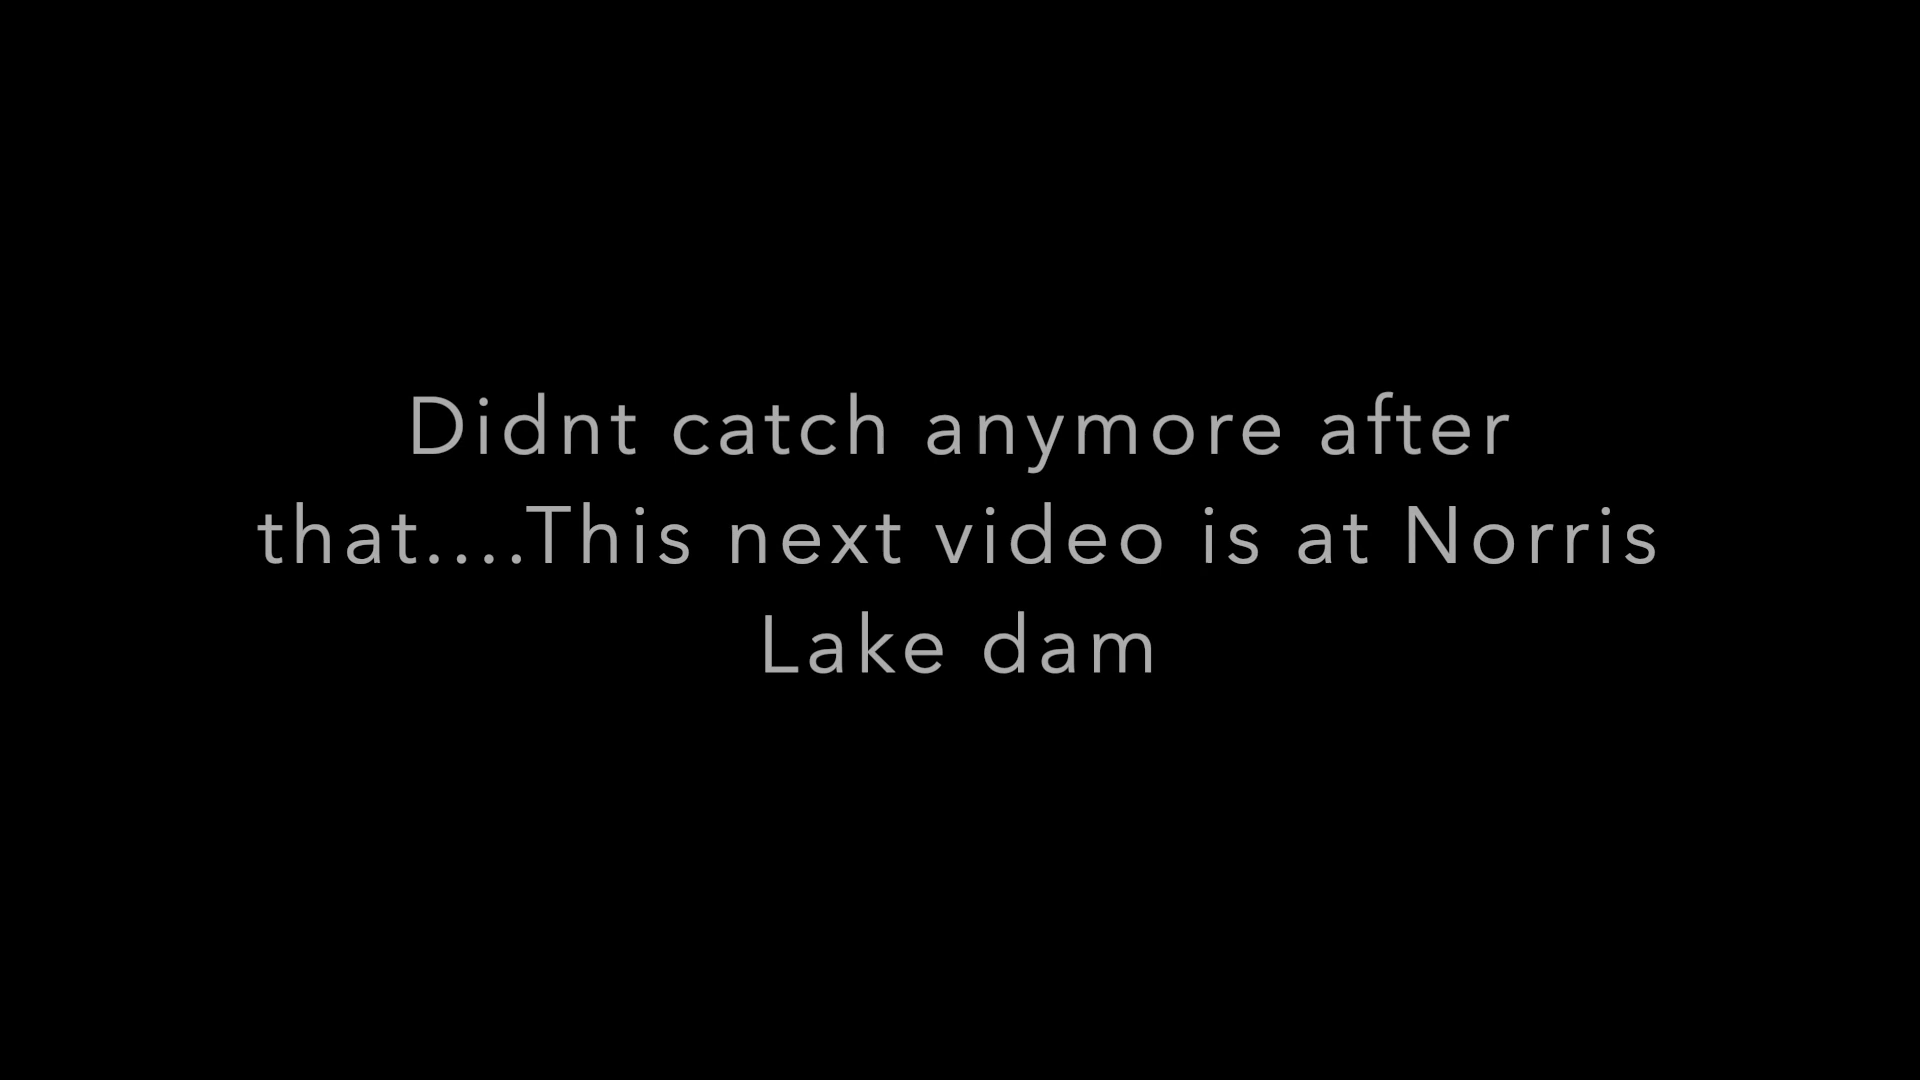 Didnt catch anymore after
that....This next video is at Norris
Lake dam